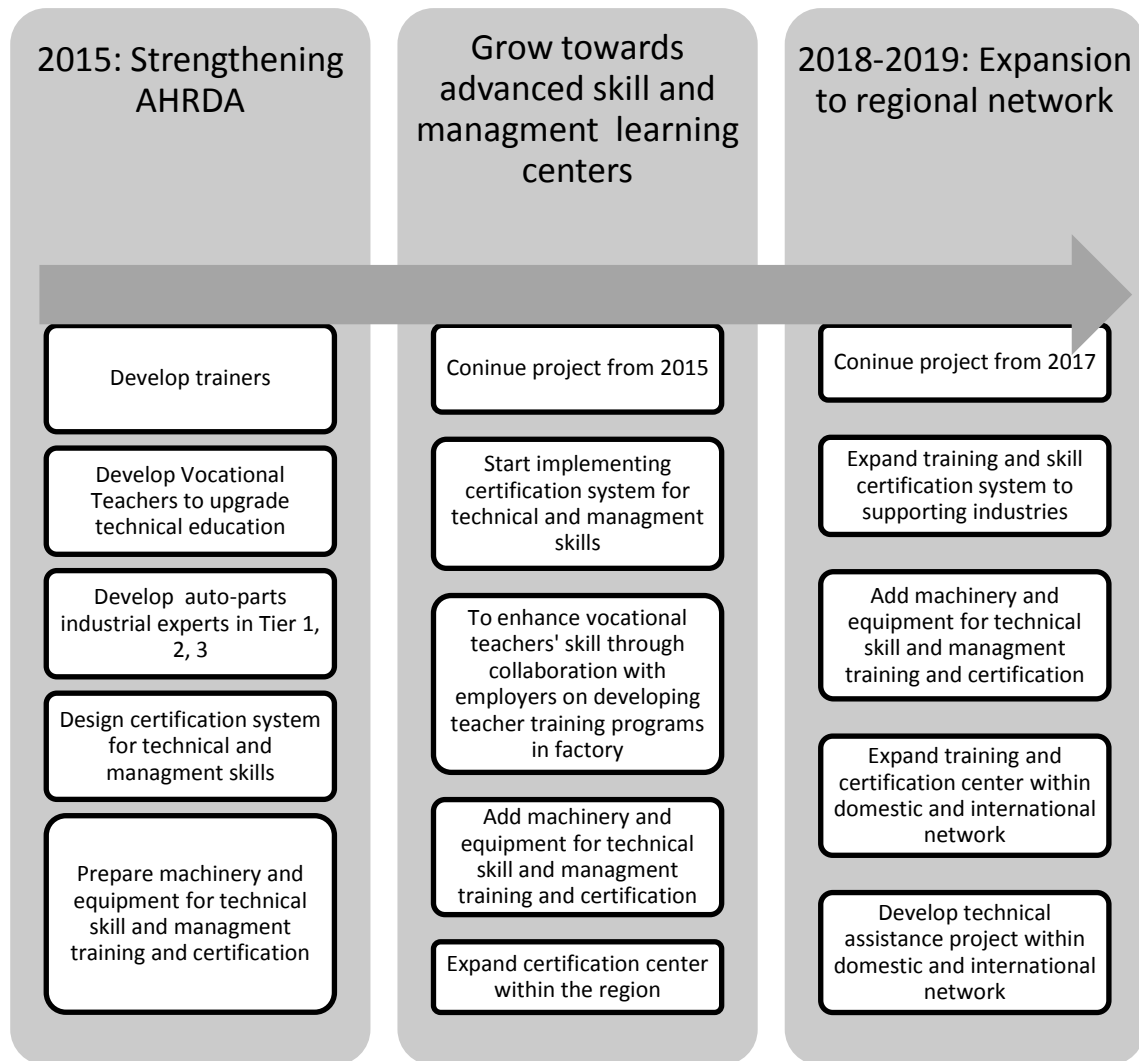 2015: Strengthening
AHRDA
Develop trainers
Develop Vocational
Teachers to upgrade
technical education
Develop auto-parts
industrial experts in Tier 1,
2, 3
Design certification system
for technical and
managment skills
Prepare machinery and
equipment for technical
skill and managment
training and certification
Grow towards
advanced skill and
managment learning
centers
Coninue project from 2015
Start implementing
certification system for
technical and managment
skills
To enhance vocational
teachers' skill through
collaboration with
employers on developing
teacher training programs
in factory
Add machinery and
equipment for technical
skill and managment
training and certification
Expand certification center
within the region
2018-2019: Expansion
to regional network
Coninue project from 2017
Expand training and skill
certification system to
supporting industries
Add machinery and
equipment for technical
skill and managment
training and certification
Expand training and
certification center within
domestic and international
network
Develop technical
assistance project within
domestic and international
network